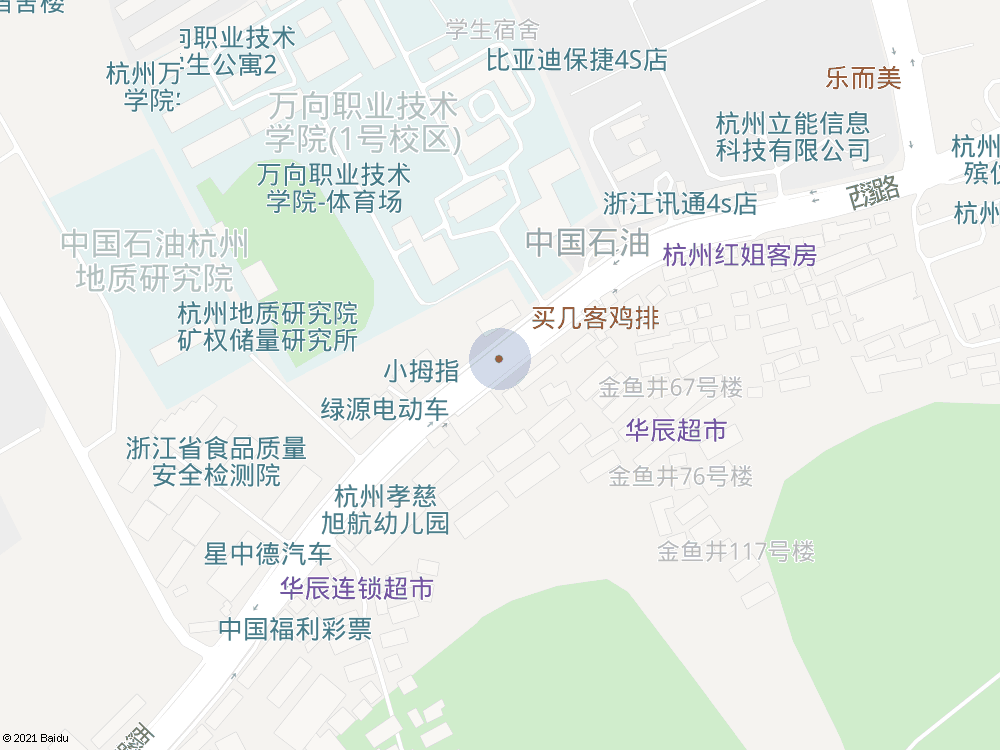 学生宿舍
比亚迪保捷4S店
乐而美
杭州万
学院
万向职业技术
学院(1号校区)
杭州立能信息
科技有限公司
万向职业技术
学院-体育场
浙江讯通4s店
西溪路
中国石油
杭州红姐客房
中国石油杭州
地质研究院
杭州地质研究院
矿权储量研究所
买几客鸡排
小拇指
绿源电动车
金鱼井67号楼
华辰超市
浙江省食品质量
安全检测院
金鱼井76号楼
杭州孝慈
旭航幼儿园
星中德汽车
金鱼井117号楼
华辰连锁超市
中国福利彩票
© 2021 Baidu